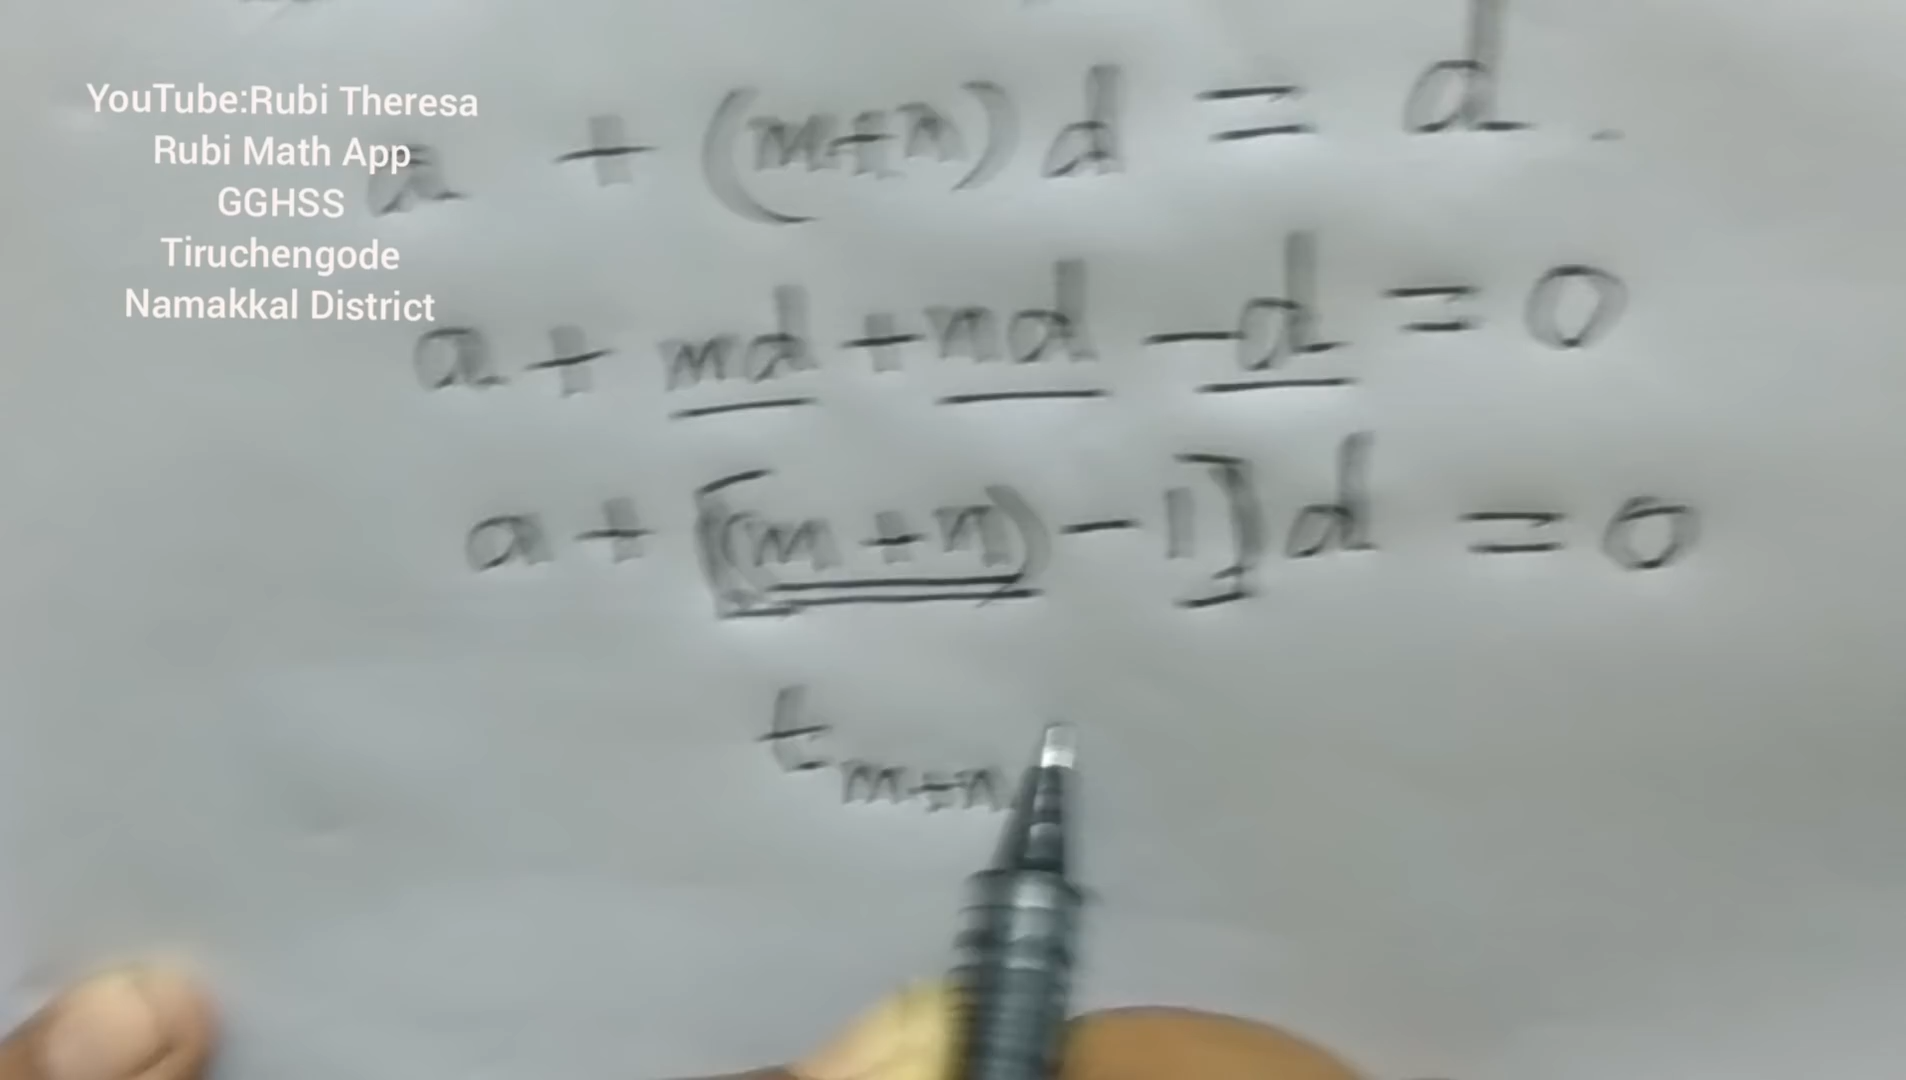 YouTube:Rubi Theresa
Rubi Math App
GGHSS
Tiruchengode
Namakkal District
a + (m+n) d = d.
a + md + nd - d = 0
a + [(m+n) - 1] d = 0
t m+n